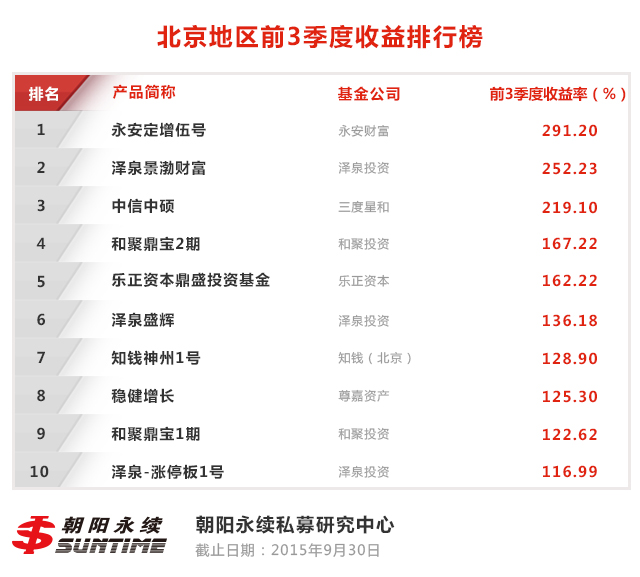 北京地区前3季度收益排行榜
排名 产品简称 基金公司 前3季度收益率（%）
1 永安定增伍号 永安财富 291.20
2 泽泉景渤财富 泽泉投资 252.23
3 中信中硕 三度星和 219.10
4 和聚鼎宝2期 和聚投资 167.22
5 乐正资本鼎盛投资基金 乐正资本 162.22
6 泽泉盛辉 泽泉投资 136.18
7 知钱神州1号 知钱（北京） 128.90
8 稳健增长 尊嘉资产 125.30
9 和聚鼎宝1期 和聚投资 122.62
10 泽泉-涨停板1号 泽泉投资 116.99
朝阳永续
SUNTIME
朝阳永续私募研究中心
截止日期：2015年9月30日